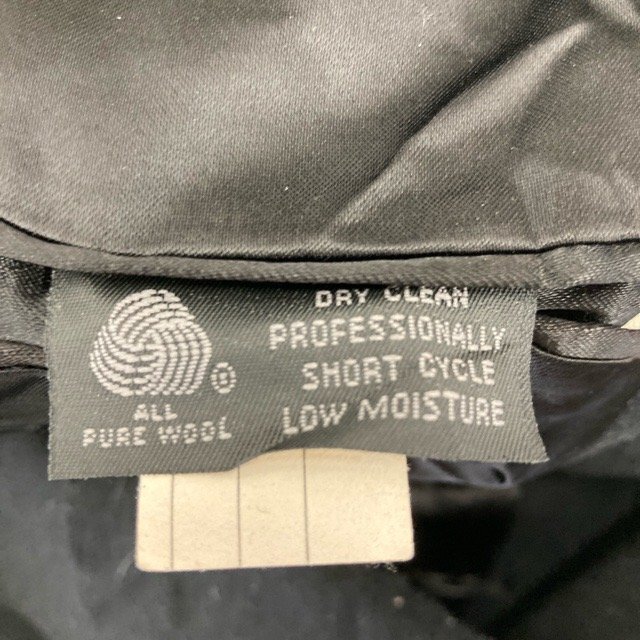 ALL
PURE WOOL
DRY CLEAN
PROFESSIONALLY
SHORT CYCLE
LOW MOISTURE